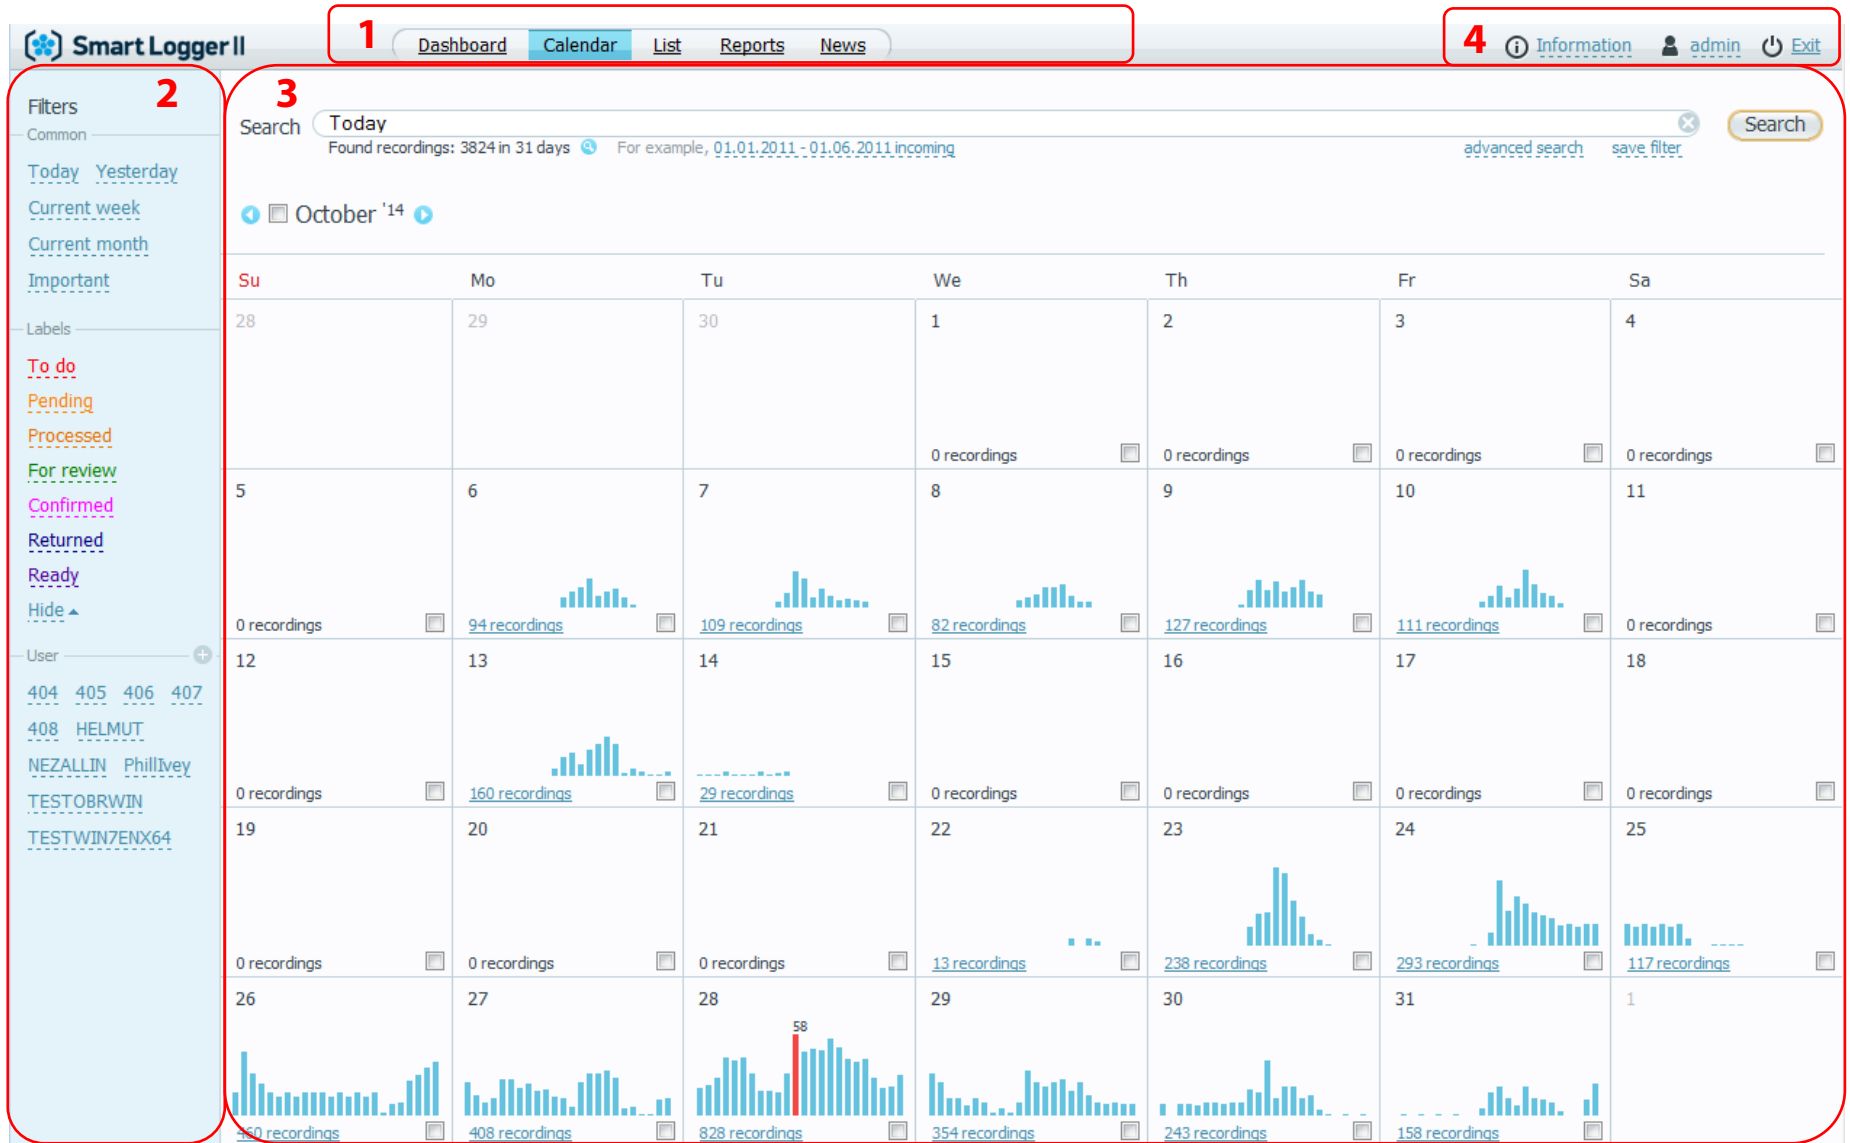 Smart Logger II
1
Dashboard Calendar List Reports News
4
Information admin Exit
2
Filters
Common
Today Yesterday
Current week
Current month
Important
Labels
To do
Pending
Processed
For review
Confirmed
Returned
Ready
Hide
User
404 405 406 407
408 HELMUT
NEZALLIN PhillIvey
TESTOBRWIN
TESTWIN7ENX64
3
Search Today Search
Found recordings: 3824 in 31 days For example, 01.01.2011 - 01.06.2011 incoming advanced search save filter
October '14
Su Mo Tu We Th Fr Sa
28 29 30 1 2 3 4
0 recordings 0 recordings 0 recordings 0 recordings
5 6 7 8 9 10 11
0 recordings 94 recordings 109 recordings 82 recordings 127 recordings 111 recordings 0 recordings
12 13 14 15 16 17 18
0 recordings 160 recordings 29 recordings 0 recordings 0 recordings 0 recordings 0 recordings
19 20 21 22 23 24 25
0 recordings 0 recordings 0 recordings 13 recordings 238 recordings 293 recordings 117 recordings
26 27 28 29 30 31 1
58
460 recordings 408 recordings 828 recordings 354 recordings 243 recordings 158 recordings